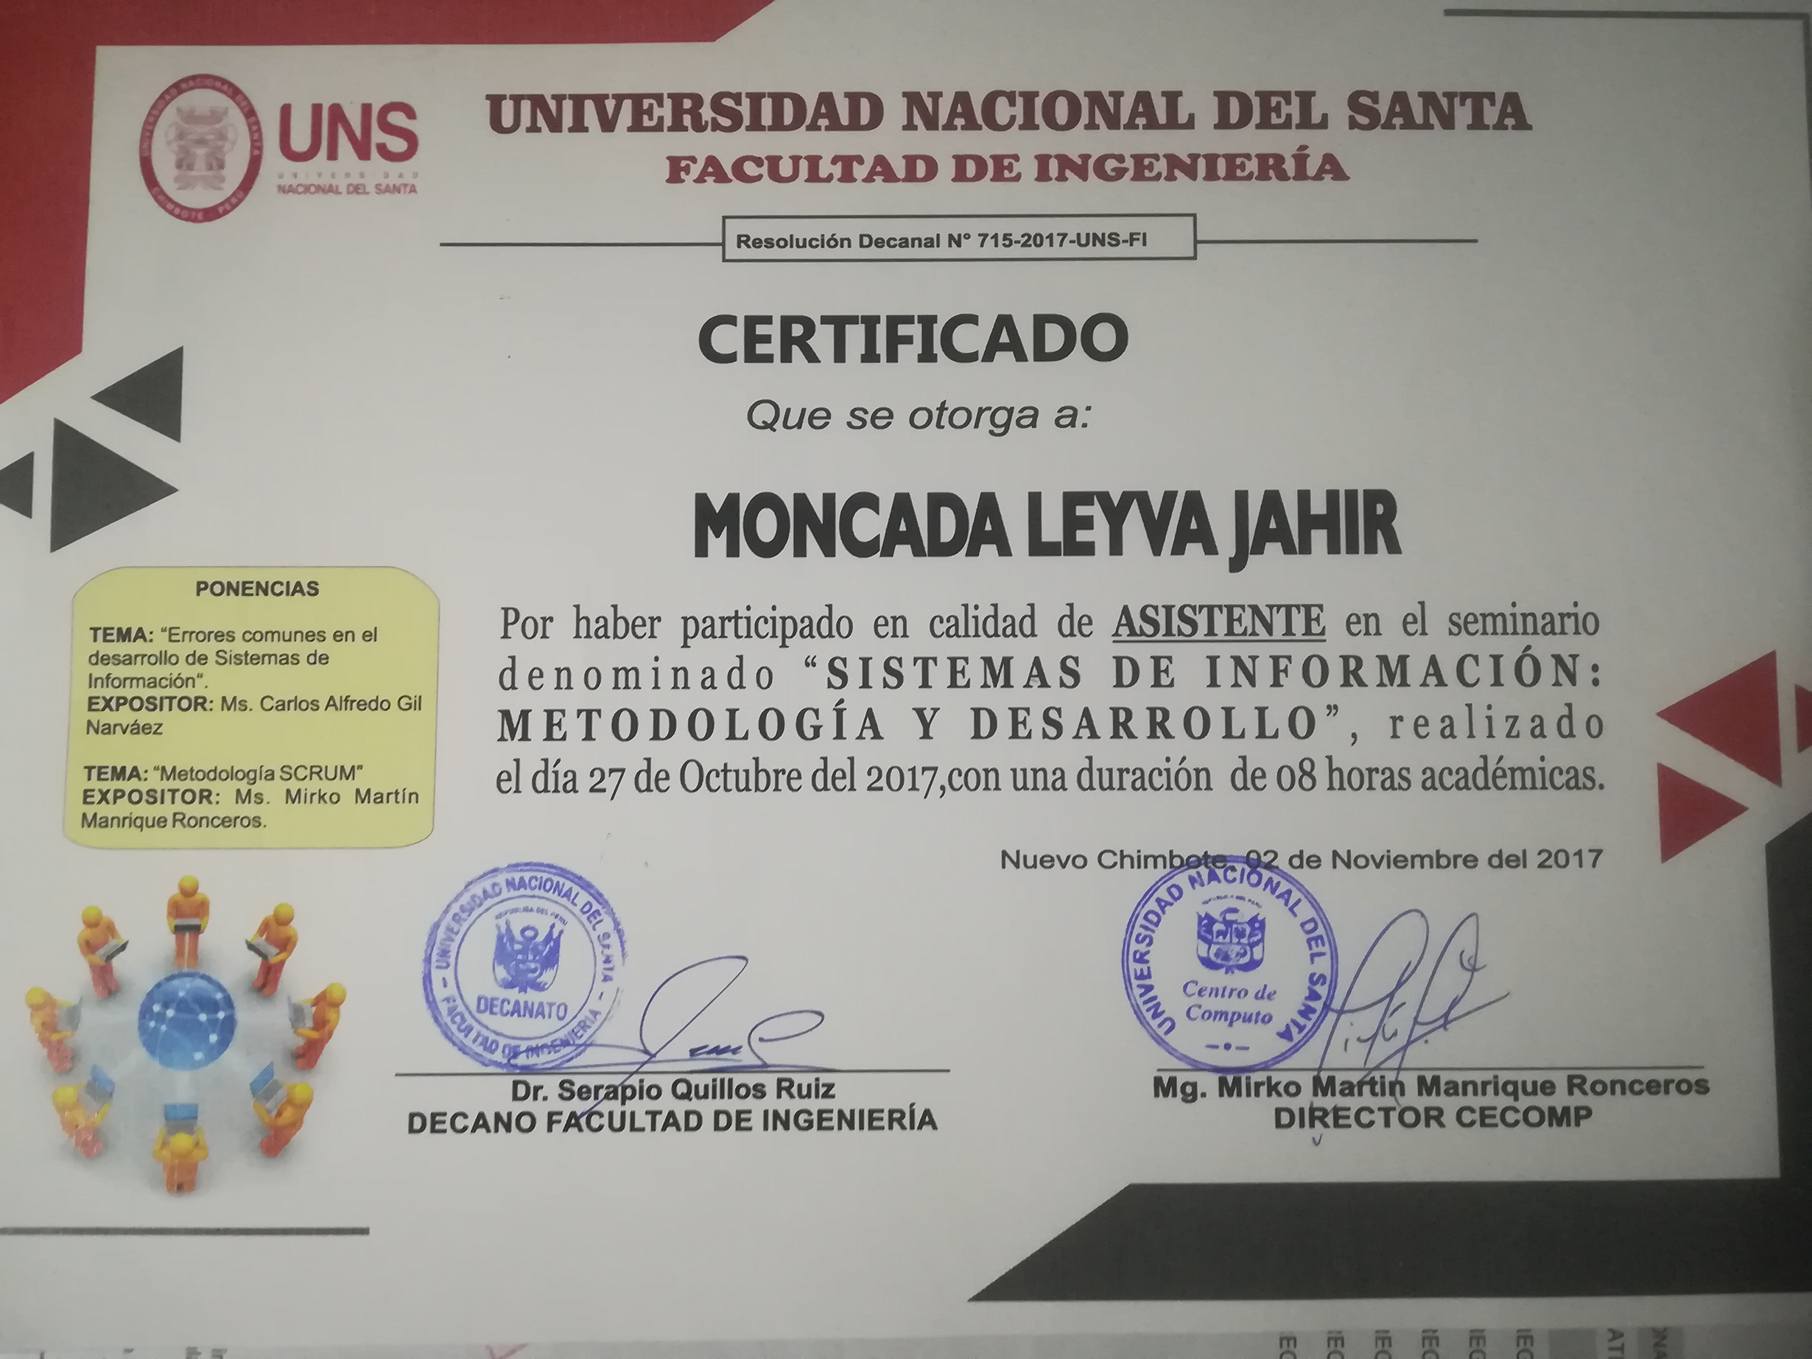 UNIVERSIDAD NACIONAL DEL SANTA
CHIMBOTE - PERU
UNS
UNIVERSIDAD
NACIONAL DEL SANTA
UNIVERSIDAD NACIONAL DEL SANTA
FACULTAD DE INGENIERÍA
Resolución Decanal N° 715-2017-UNS-FI
CERTIFICADO
Que se otorga a:
MONCADA LEYVA JAHIR
Por haber participado en calidad de ASISTENTE en el seminario
denominado “SISTEMAS DE INFORMACIÓN:
METODOLOGÍA Y DESARROLLO”, realizado
el día 27 de Octubre del 2017,con una duración de 08 horas académicas.
PONENCIAS
TEMA: “Errores comunes en el
desarrollo de Sistemas de
Información“.
EXPOSITOR: Ms. Carlos Alfredo Gil
Narváez
TEMA: “Metodología SCRUM”
EXPOSITOR: Ms. Mirko Martín
Manrique Ronceros.
Nuevo Chimbote, 02 de Noviembre del 2017
- UNIVERSIDAD NACIONAL DEL SANTA -
REPUBLICA DEL PERU
DECANATO
FACULTAD DE INGENIERIA
UNIVERSIDAD NACIONAL DEL SANTA
Centro de
Computo
Dr. Serapio Quillos Ruiz
DECANO FACULTAD DE INGENIERÍA
Mg. Mirko Martin Manrique Ronceros
DIRECTOR CECOMP